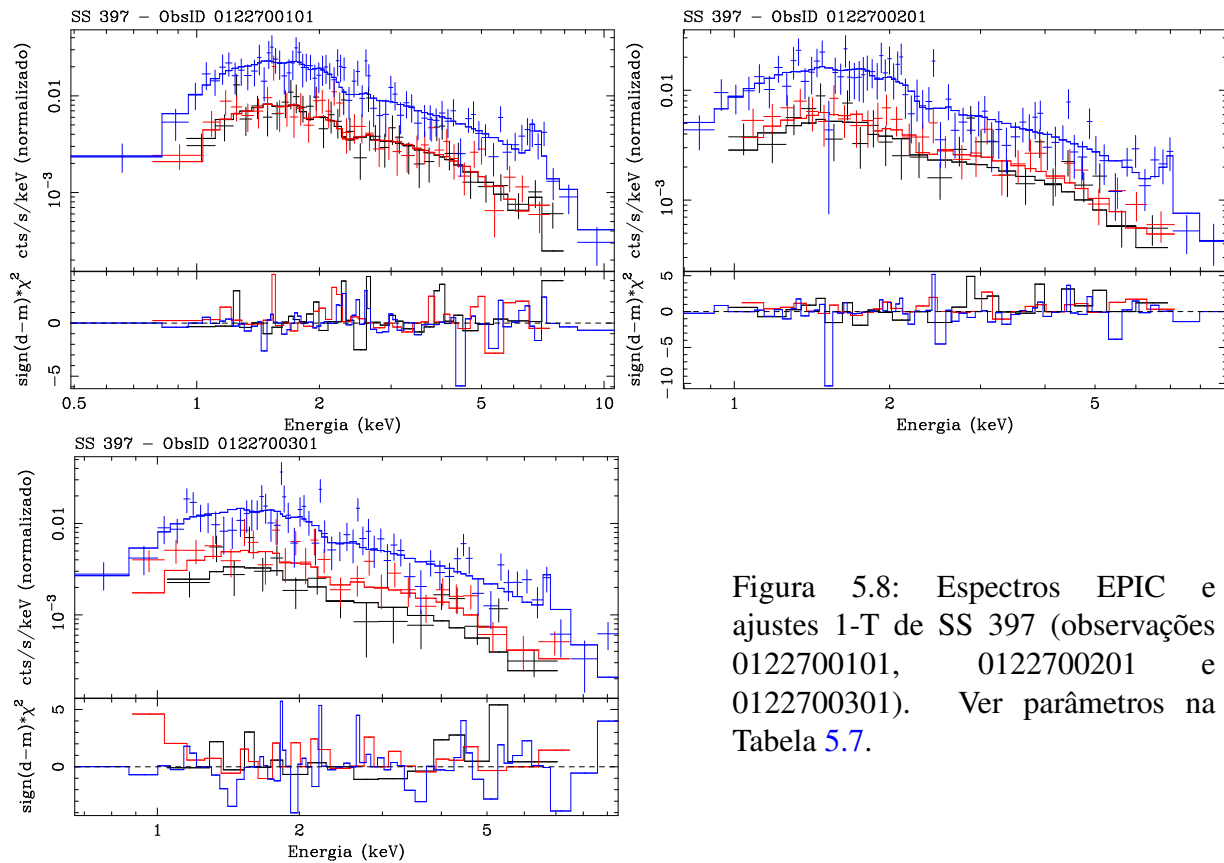 SS 397 − ObsID 0122700101
cts/s/keV (normalizado)
0.01
10−3
sign(d−m)*χ2
0
−5
0.5
1
2
5
10
Energia (keV)
SS 397 − ObsID 0122700201
cts/s/keV (normalizado)
0.01
10−3
sign(d−m)*χ2
5
0
−5
−10
1
2
5
Energia (keV)
SS 397 − ObsID 0122700301
cts/s/keV (normalizado)
0.01
10−3
sign(d−m)*χ2
5
0
1
2
5
Energia (keV)
Figura 5.8: Espectros EPIC e
ajustes 1-T de SS 397 (observações
0122700101, 0122700201 e
0122700301). Ver parâmetros na
Tabela 5.7.